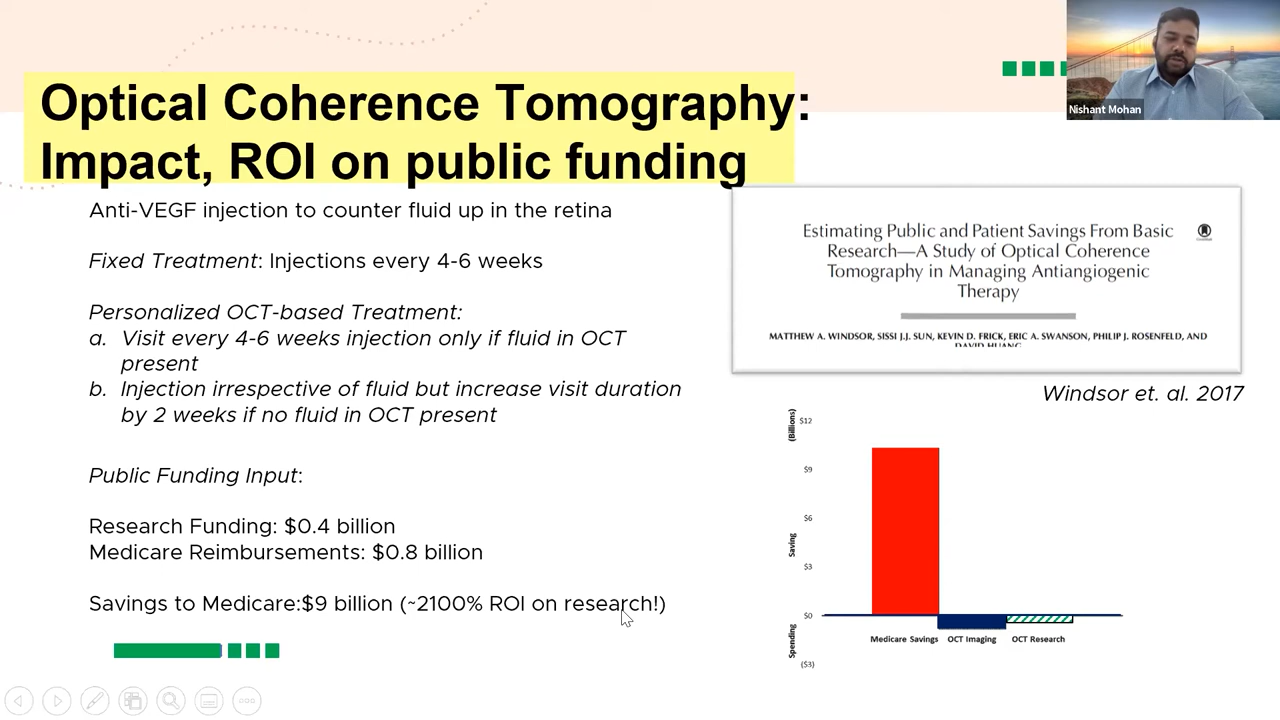 Optical Coherence Tomography:
Impact, ROI on public funding
Nishant Mohan
Anti-VEGF injection to counter fluid up in the retina
Fixed Treatment: Injections every 4-6 weeks
Personalized OCT-based Treatment:
a. Visit every 4-6 weeks injection only if fluid in OCT
present
b. Injection irrespective of fluid but increase visit duration
by 2 weeks if no fluid in OCT present
Public Funding Input:
Research Funding: $0.4 billion
Medicare Reimbursements: $0.8 billion
Savings to Medicare:$9 billion (~2100% ROI on research!)
Estimating Public and Patient Savings From Basic
Research—A Study of Optical Coherence
Tomography in Managing Antiangiogenic
Therapy
MATTHEW A. WINDSOR, SISSI J.J. SUN, KEVIN D. FRICK, ERIC A. SWANSON, PHILIP J. ROSENFELD, AND
DAVID HUANG
Windsor et. al. 2017
(Billions)
$12
$9
$6
Saving
$3
$0
Medicare Savings OCT Imaging OCT Research
Spending
($3)